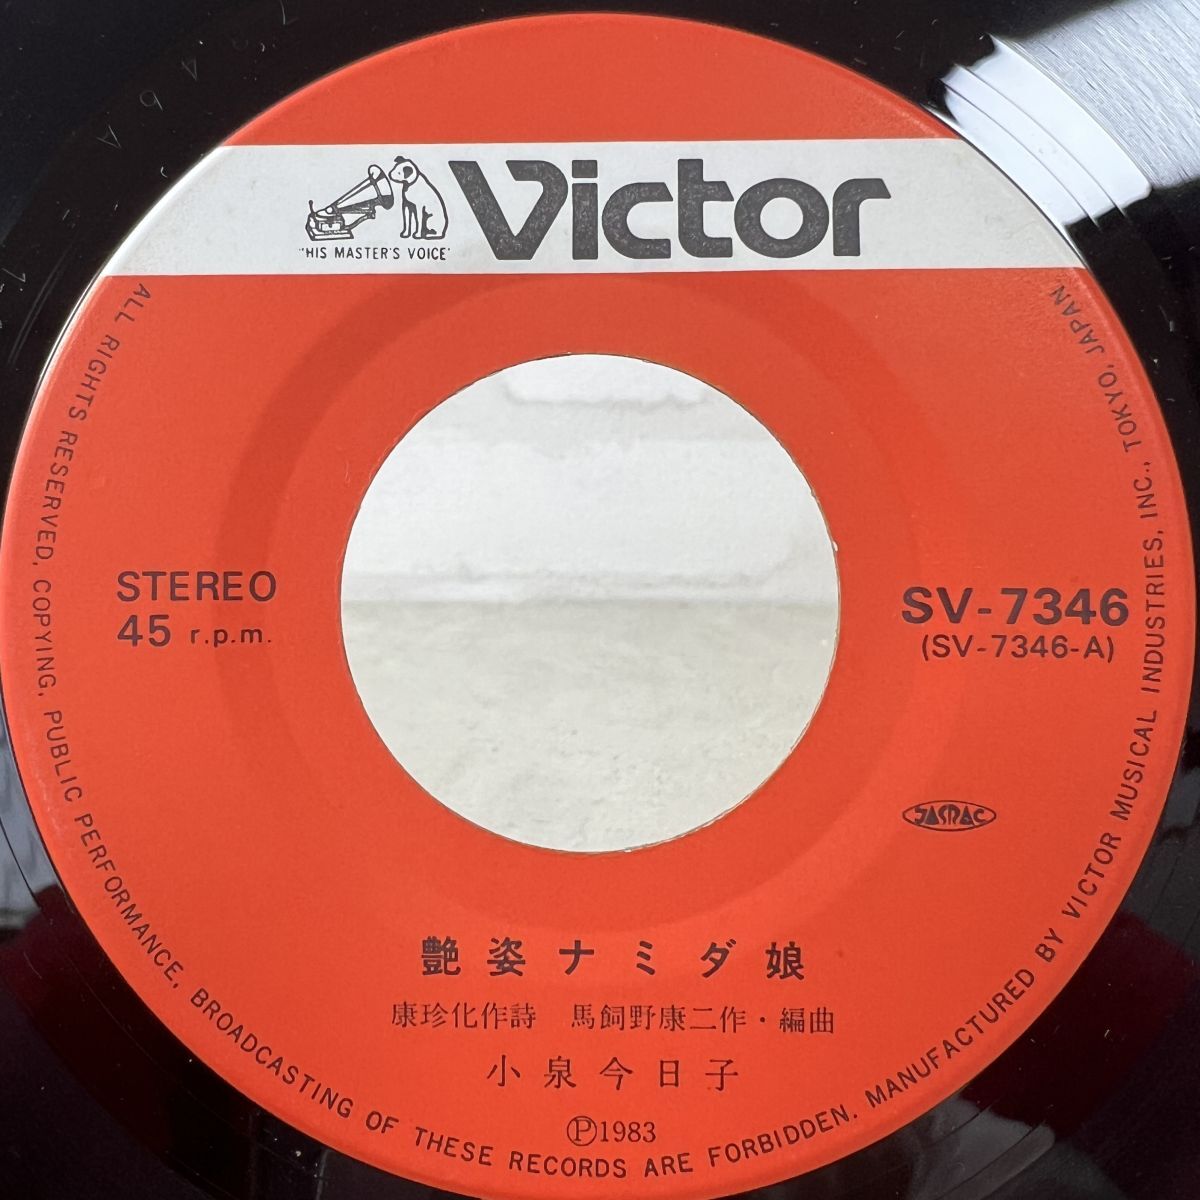 "HIS MASTER'S VOICE"
Victor
STEREO
45 r.p.m.
SV-7346
(SV-7346-A)
JASRAC
艶姿ナミダ娘
康珍化作詩 馬飼野康二作・編曲
小泉今日子
Ⓟ1983
ALL RIGHTS RESERVED, COPYING, PUBLIC PERFORMANCE, BROADCASTING OF THESE RECORDS ARE FORBIDDEN. MANUFACTURED BY VICTOR MUSICAL INDUSTRIES, INC., TOKYO, JAPAN